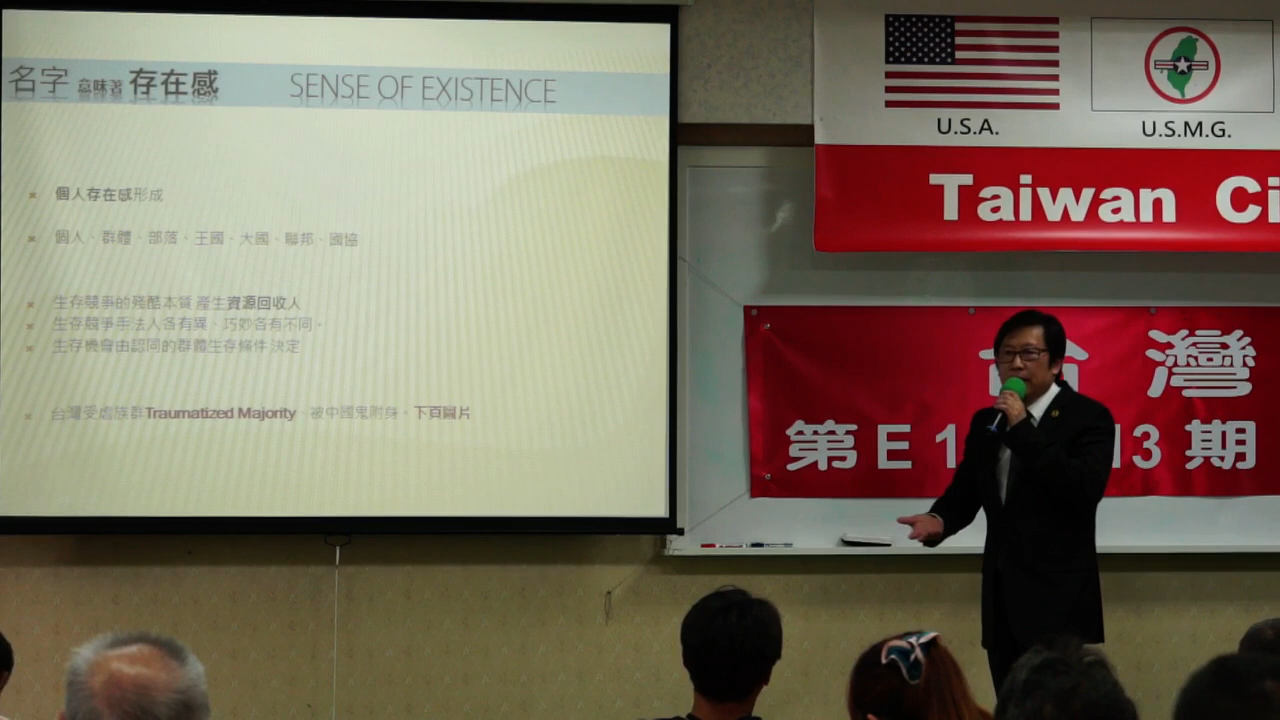 名字 意味著 存在感 SENSE OF EXISTENCE
個人存在感形成
個人、群體、部落、王國、大國、聯邦、國協
生存競爭的殘酷本質 產生資源回收人
生存競爭手法人各有異、巧妙各有不同。
生存機會由認同的群體生存條件決定
台灣受虐族群Traumatized Majority、被中國鬼附身。下頁圖片
U.S.A.
U.S.M.G.
Taiwan Ci
台灣
第E1 13期